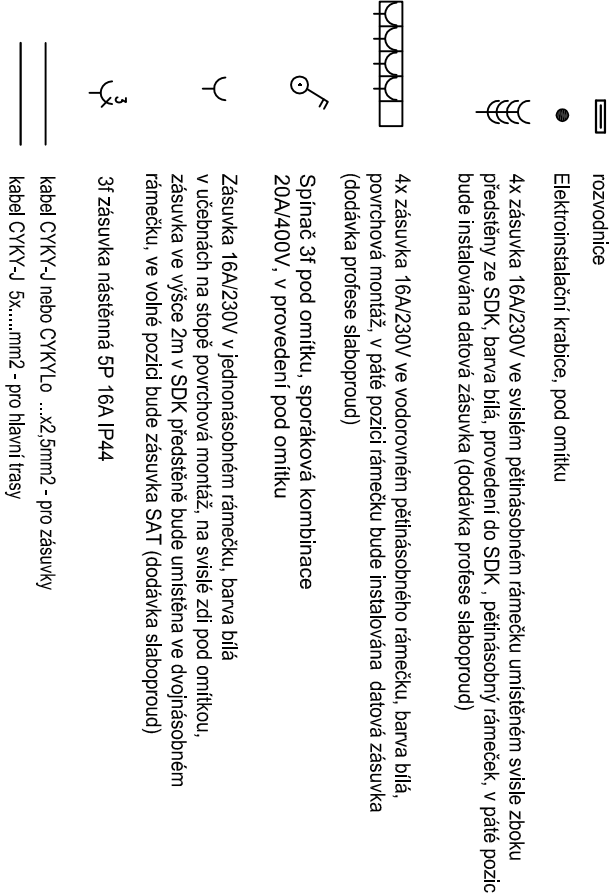 rozvodnice
Elektroinstalační krabice, pod omítku
4x zásuvka 16A/230V ve svislém pětinásobném rámečku umístěném svisle zboku
předstěny ze SDK, barva bílá, provedení do SDK , pětinásobný rámeček, v páté pozic
bude instalována datová zásuvka (dodávka profese slaboproud)
4x zásuvka 16A/230V ve vodorovném pětinásobného rámečku, barva bílá,
povrchová montáž, v páté pozici rámečku bude instalována datová zásuvka
(dodávka profese slaboproud)
Spínač 3f pod omítku, sporáková kombinace
20A/400V, v provedení pod omítku
Zásuvka 16A/230V v jednonásobném rámečku, barva bílá
v učebnách na stopě povrchová montáž, na svislé zdi pod omítkou,
zásuvka ve výšce 2m v SDK předstěně bude umístěna ve dvojnásobném
rámečku, ve volné pozici bude zásuvka SAT (dodávka slaboproud)
3
3f zásuvka nástěnná 5P 16A IP44
kabel CYKY-J nebo CYKYLo ...x2,5mm2 - pro zásuvky
kabel CYKY-J 5x.....mm2 - pro hlavní trasy